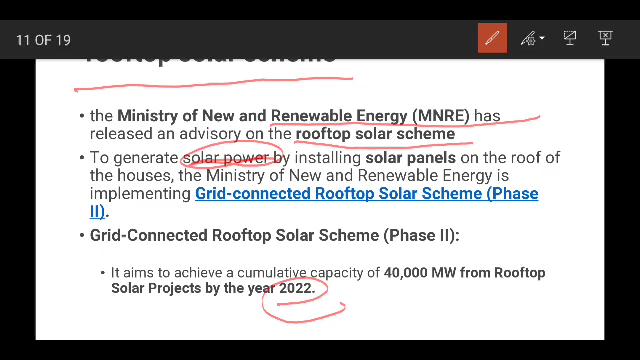 11 OF 19
rooftop Solar Scheme
the Ministry of New and Renewable Energy (MNRE) has
released an advisory on the rooftop solar scheme
To generate solar power by installing solar panels on the roof of
the houses, the Ministry of New and Renewable Energy is
implementing Grid-connected Rooftop Solar Scheme (Phase
II).
Grid-Connected Rooftop Solar Scheme (Phase II):
It aims to achieve a cumulative capacity of 40,000 MW from Rooftop
Solar Projects by the year 2022.